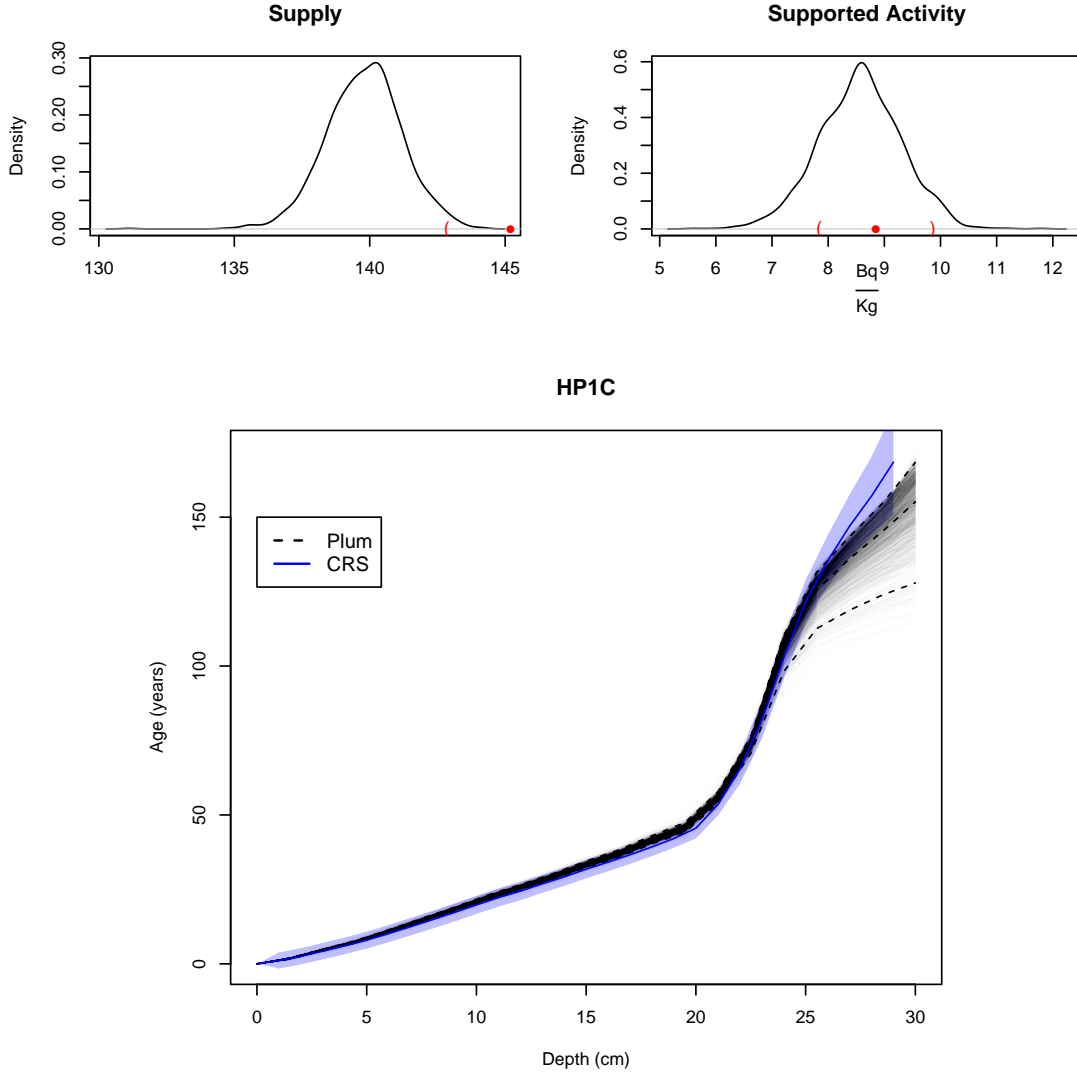 Supply
Density
0.00 0.10 0.20 0.30
130 135 140 145
Supported Activity
Density
0.0 0.2 0.4 0.6
5 6 7 8 9 10 11 12
Bq
Kg
HP1C
Age (years)
0 50 100 150
Plum
CRS
0 5 10 15 20 25 30
Depth (cm)